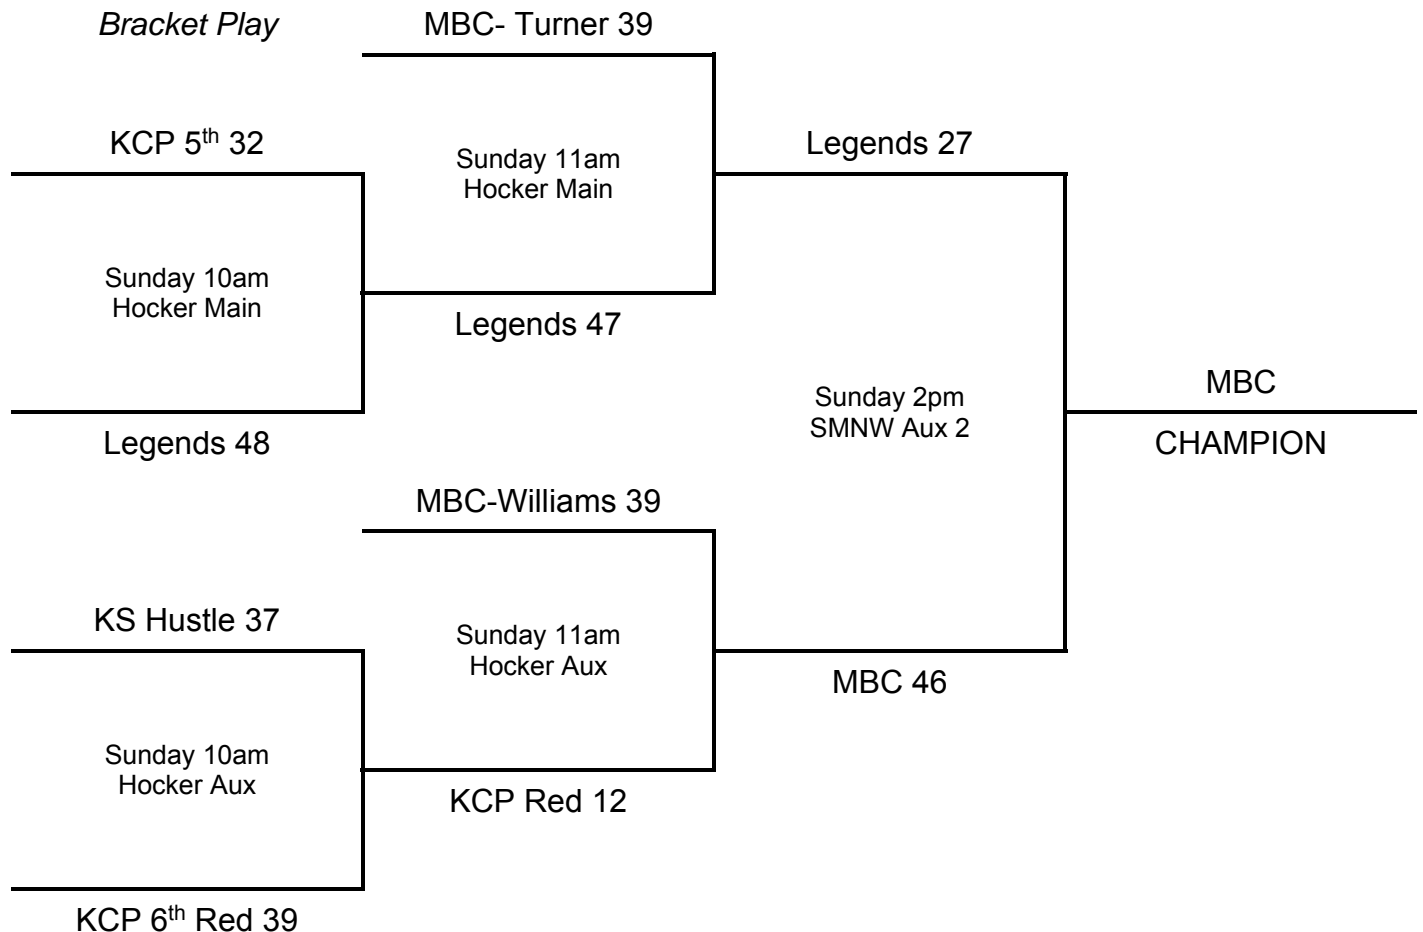 Bracket Play
MBC- Turner 39
KCP 5th 32
Sunday 11am
Hocker Main
Legends 27
Sunday 10am
Hocker Main
Legends 47
Legends 48
Sunday 2pm
SMNW Aux 2
MBC
CHAMPION
MBC-Williams 39
KS Hustle 37
Sunday 11am
Hocker Aux
MBC 46
Sunday 10am
Hocker Aux
KCP Red 12
KCP 6th Red 39